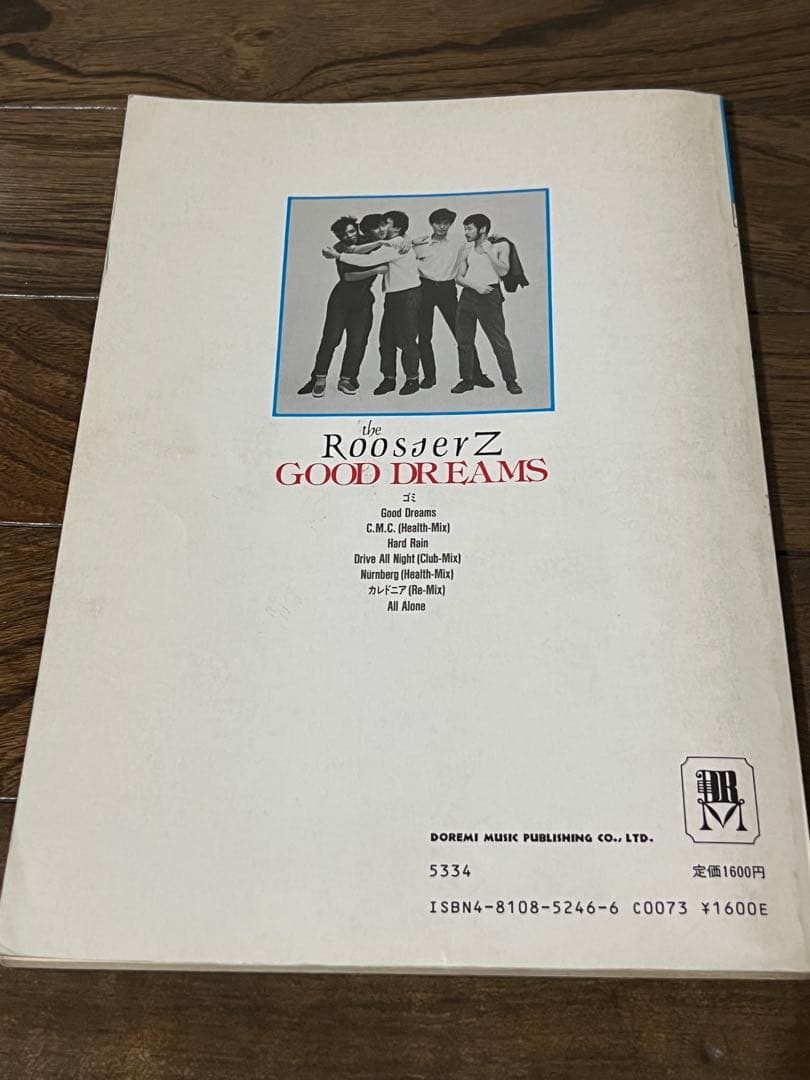 the
RoosterZ
GOOD DREAMS
ゴミ
Good Dreams
C.M.C. (Health-Mix)
Hard Rain
Drive All Night (Club-Mix)
Nürnberg (Health-Mix)
カレドニア (Re-Mix)
All Alone
DRM
DOREMI MUSIC PUBLISHING CO., LTD.
5334 定価1600円
ISBN4-8108-5246-6 C0073 ¥1600E